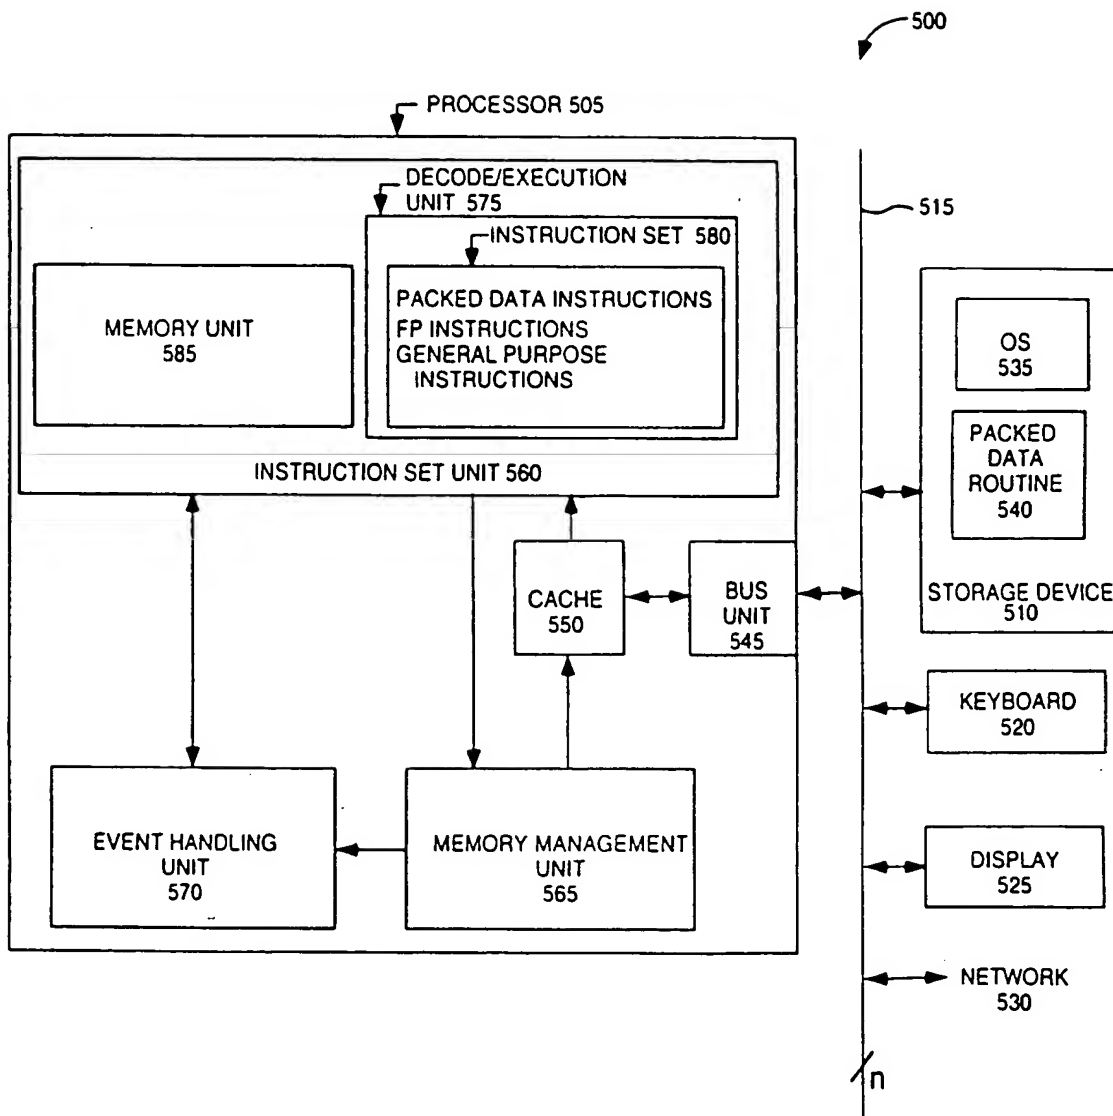 500
PROCESSOR 505
DECODE/EXECUTION
UNIT 575
515
INSTRUCTION SET 580
PACKED DATA INSTRUCTIONS
FP INSTRUCTIONS
GENERAL PURPOSE
INSTRUCTIONS
MEMORY UNIT
585
INSTRUCTION SET UNIT 560
OS
535
PACKED
DATA
ROUTINE
540
STORAGE DEVICE
510
CACHE
550
BUS
UNIT
545
KEYBOARD
520
EVENT HANDLING
UNIT
570
MEMORY MANAGEMENT
UNIT
565
DISPLAY
525
NETWORK
530
n